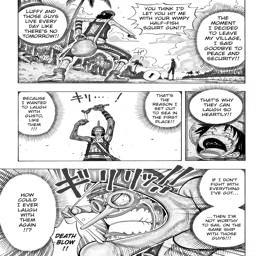 LUFFY AND
THOSE GUYS
LIVE EVERY
DAY LIKE
THERE'S NO
TOMORROW!!
YOU THINK I'D
LET YOU HIT ME
WITH YOUR WIMPY
HALF-FISH
SQUIRT GUN!??
THE
MOMENT I
DECIDED
TO LEAVE
MY VILLAGE,
I SAID
GOODBYE TO
PEACE AND
SECURITY!!
BECAUSE
I WANTED
TO LAUGH
WITH
GUSTO,
LIKE
THEM!!!
THAT'S THE
REASON I
SET OUT
TO SEA IN
THE FIRST
PLACE!!
THAT'S WHY
THEY CAN
LAUGH SO
HEARTILY!!
HOW
COULD I
EVER
LAUGH WITH
THEM
AGAIN
!!?
DEATH
BLOW !!
IF I DON'T
FIGHT WITH
EVERYTHING
I'VE GOT...
...THEN I'M
NOT WORTHY
TO SAIL ON THE
SAME SHIP
WITH THOSE
GUYS!!!